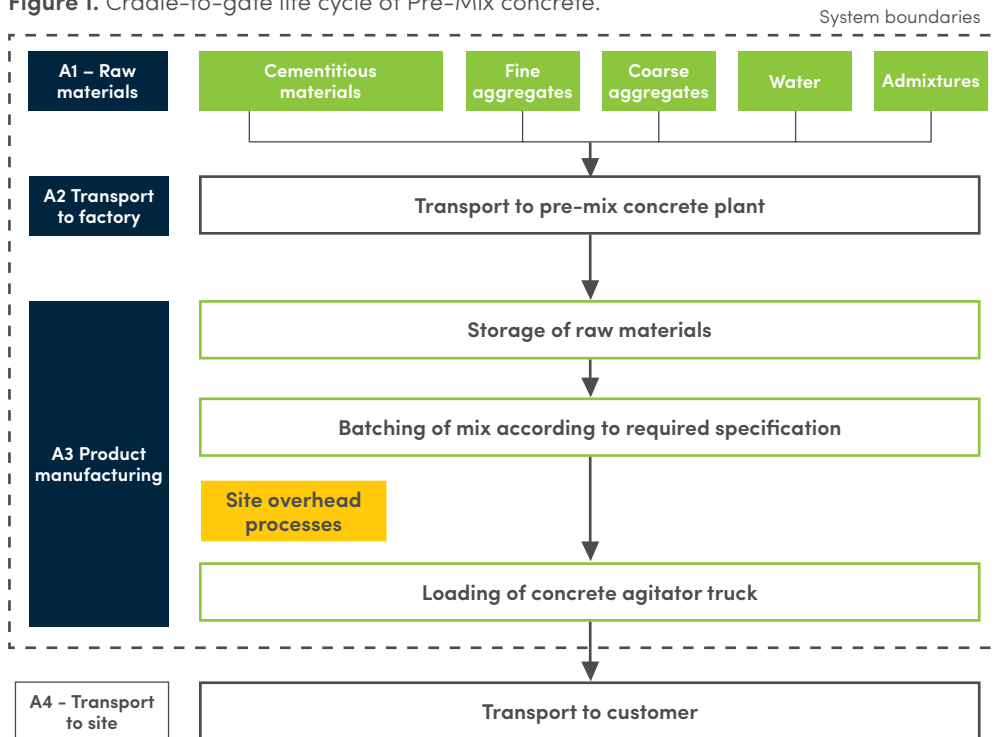 Figure 1. Cradle-to-gate life cycle of Pre-Mix concrete.
System boundaries
A1 – Raw
materials
Cementitious
materials
Fine
aggregates
Coarse
aggregates
Water
Admixtures
A2 Transport
to factory
Transport to pre-mix concrete plant
A3 Product
manufacturing
Storage of raw materials
Batching of mix according to required specification
Site overhead
processes
Loading of concrete agitator truck
A4 - Transport
to site
Transport to customer